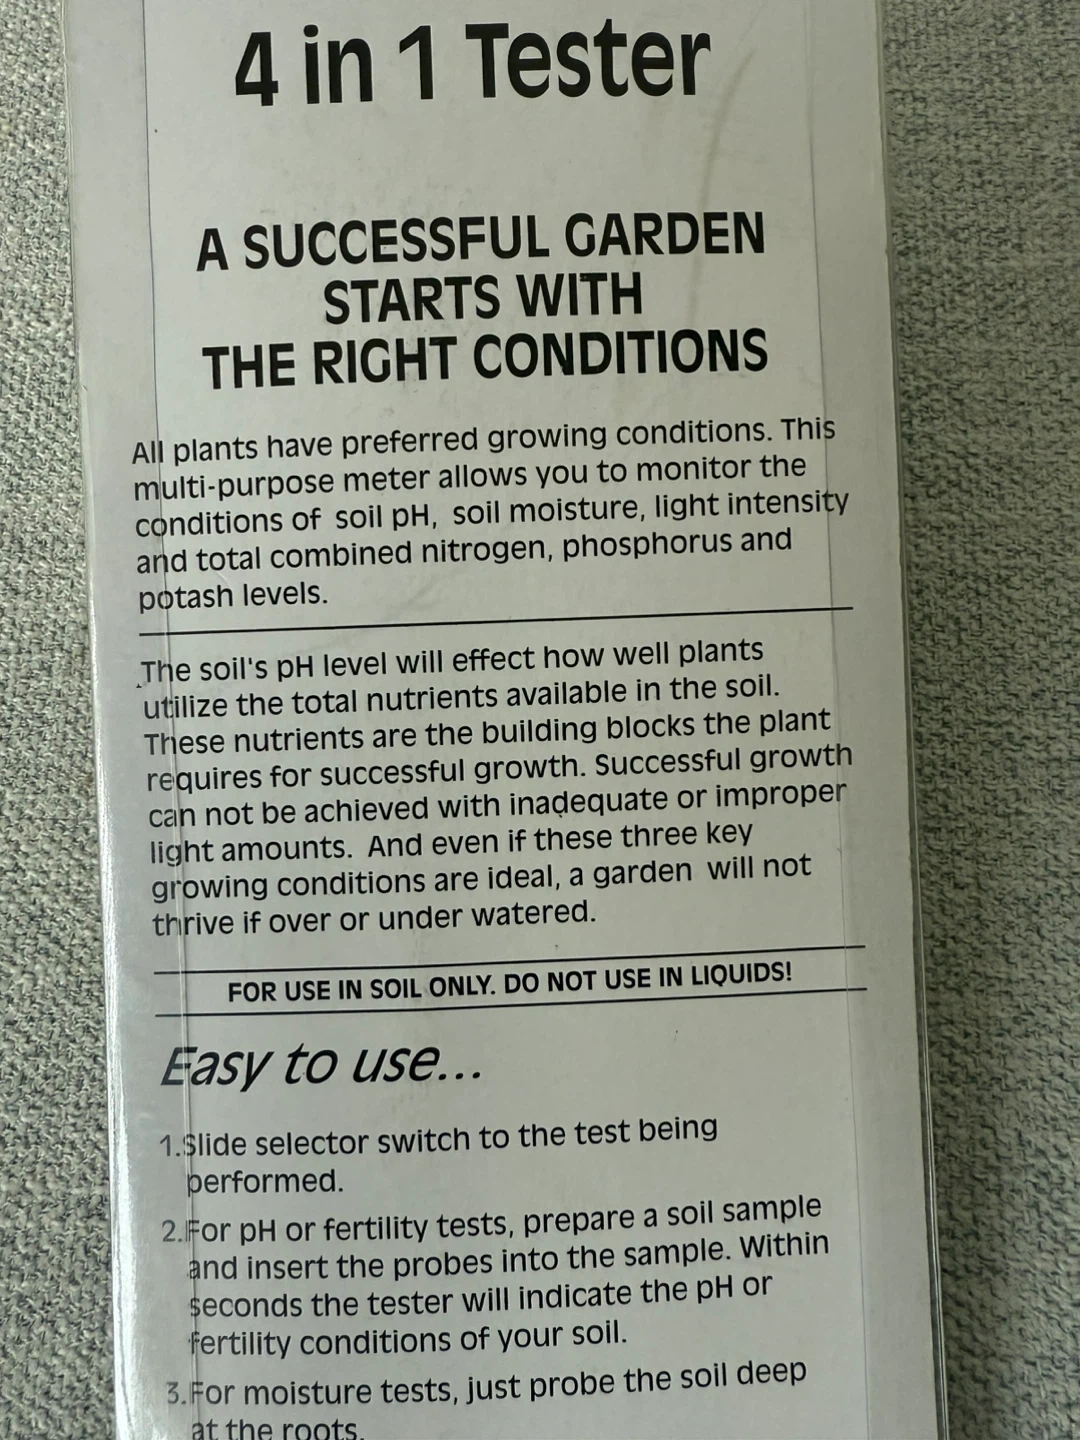 4 in 1 Tester
A SUCCESSFUL GARDEN
STARTS WITH
THE RIGHT CONDITIONS
All plants have preferred growing conditions. This
multi-purpose meter allows you to monitor the
conditions of soil pH, soil moisture, light intensity
and total combined nitrogen, phosphorus and
potash levels.
The soil's pH level will effect how well plants
utilize the total nutrients available in the soil.
These nutrients are the building blocks the plant
requires for successful growth. Successful growth
can not be achieved with inadequate or improper
light amounts. And even if these three key
growing conditions are ideal, a garden will not
thrive if over or under watered.
FOR USE IN SOIL ONLY. DO NOT USE IN LIQUIDS!
Easy to use...
1.Slide selector switch to the test being
performed.
2.For pH or fertility tests, prepare a soil sample
and insert the probes into the sample. Within
seconds the tester will indicate the pH or
fertility conditions of your soil.
3.For moisture tests, just probe the soil deep
at the roots.